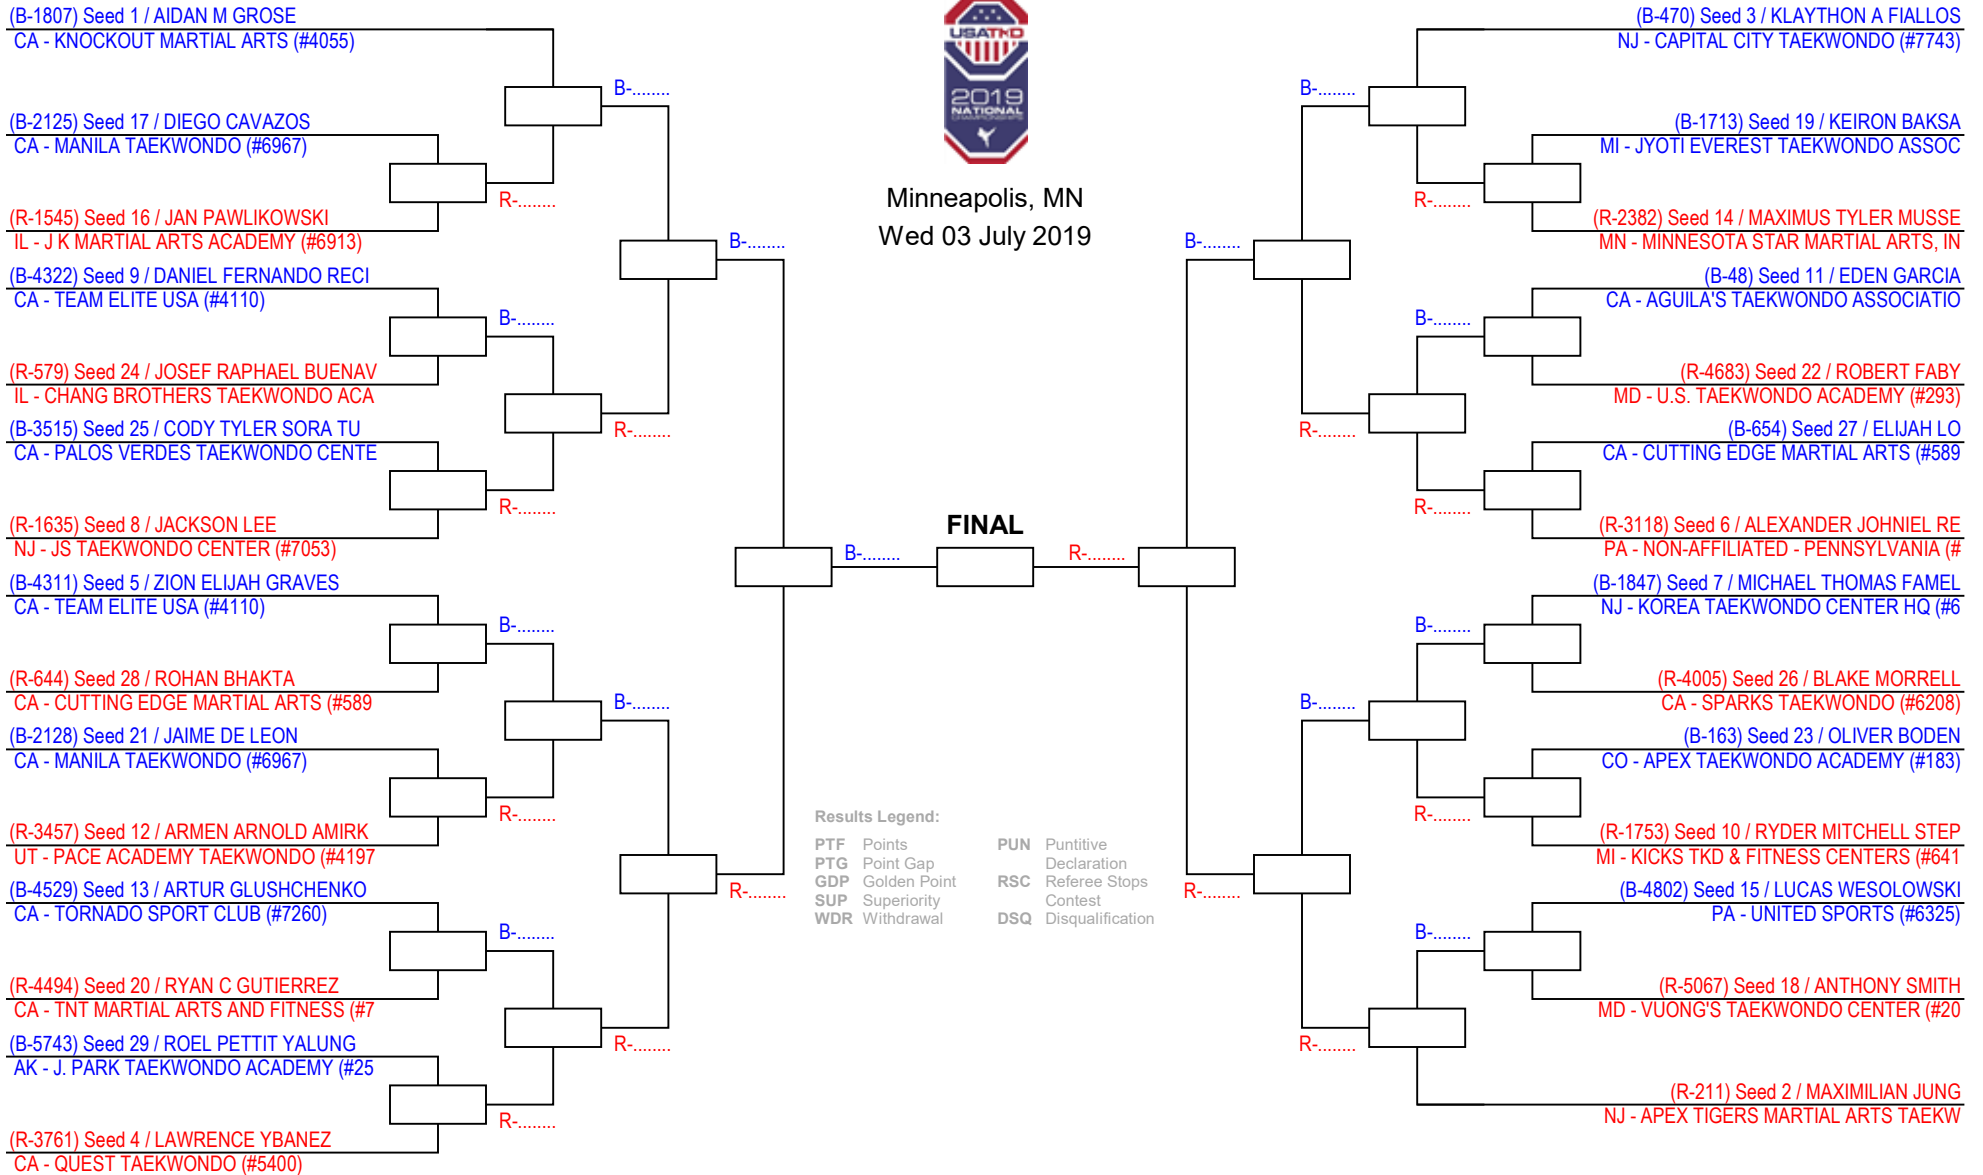 (B-1807) Seed 1 / AIDAN M GROSE
CA - KNOCKOUT MARTIAL ARTS (#4055)
(B-2125) Seed 17 / DIEGO CAVAZOS
CA - MANILA TAEKWONDO (#6967)
(R-1545) Seed 16 / JAN PAWLIKOWSKI
IL - J K MARTIAL ARTS ACADEMY (#6913)
(B-4322) Seed 9 / DANIEL FERNANDO RECI
CA - TEAM ELITE USA (#4110)
(R-579) Seed 24 / JOSEF RAPHAEL BUENAV
IL - CHANG BROTHERS TAEKWONDO ACA
(B-3515) Seed 25 / CODY TYLER SORA TU
CA - PALOS VERDES TAEKWONDO CENTE
(R-1635) Seed 8 / JACKSON LEE
NJ - JS TAEKWONDO CENTER (#7053)
(B-4311) Seed 5 / ZION ELIJAH GRAVES
CA - TEAM ELITE USA (#4110)
(R-644) Seed 28 / ROHAN BHAKTA
CA - CUTTING EDGE MARTIAL ARTS (#589
(B-2128) Seed 21 / JAIME DE LEON
CA - MANILA TAEKWONDO (#6967)
(R-3457) Seed 12 / ARMEN ARNOLD AMIRK
UT - PACE ACADEMY TAEKWONDO (#4197
(B-4529) Seed 13 / ARTUR GLUSHCHENKO
CA - TORNADO SPORT CLUB (#7260)
(R-4494) Seed 20 / RYAN C GUTIERREZ
CA - TNT MARTIAL ARTS AND FITNESS (#7
(B-5743) Seed 29 / ROEL PETTIT YALUNG
AK - J. PARK TAEKWONDO ACADEMY (#25
(R-3761) Seed 4 / LAWRENCE YBANEZ
CA - QUEST TAEKWONDO (#5400)
B-........
R-........
B-........
R-........
B-........
R-........
B-........
R-........
B-........
R-........
B-........
R-........
B-........
R-........
B-........
USATKD
2019
NATIONAL
CHAMPIONSHIPS
Minneapolis, MN
Wed 03 July 2019
FINAL
Results Legend:
PTF Points
PTG Point Gap
GDP Golden Point
SUP Superiority
WDR Withdrawal
PUN Puntitive
Declaration
RSC Referee Stops
Contest
DSQ Disqualification
R-........
B-........
R-........
B-........
R-........
B-........
R-........
R-........
B-........
R-........
B-........
R-........
B-........
(B-470) Seed 3 / KLAYTHON A FIALLOS
NJ - CAPITAL CITY TAEKWONDO (#7743)
(B-1713) Seed 19 / KEIRON BAKSA
MI - JYOTI EVEREST TAEKWONDO ASSOC
(R-2382) Seed 14 / MAXIMUS TYLER MUSSE
MN - MINNESOTA STAR MARTIAL ARTS, IN
(B-48) Seed 11 / EDEN GARCIA
CA - AGUILA'S TAEKWONDO ASSOCIATIO
(R-4683) Seed 22 / ROBERT FABY
MD - U.S. TAEKWONDO ACADEMY (#293)
(B-654) Seed 27 / ELIJAH LO
CA - CUTTING EDGE MARTIAL ARTS (#589
(R-3118) Seed 6 / ALEXANDER JOHNIEL RE
PA - NON-AFFILIATED - PENNSYLVANIA (#
(B-1847) Seed 7 / MICHAEL THOMAS FAMEL
NJ - KOREA TAEKWONDO CENTER HQ (#6
(R-4005) Seed 26 / BLAKE MORRELL
CA - SPARKS TAEKWONDO (#6208)
(B-163) Seed 23 / OLIVER BODEN
CO - APEX TAEKWONDO ACADEMY (#183)
(R-1753) Seed 10 / RYDER MITCHELL STEP
MI - KICKS TKD & FITNESS CENTERS (#641
(B-4802) Seed 15 / LUCAS WESOLOWSKI
PA - UNITED SPORTS (#6325)
(R-5067) Seed 18 / ANTHONY SMITH
MD - VUONG'S TAEKWONDO CENTER (#20
(R-211) Seed 2 / MAXIMILIAN JUNG
NJ - APEX TIGERS MARTIAL ARTS TAEKW